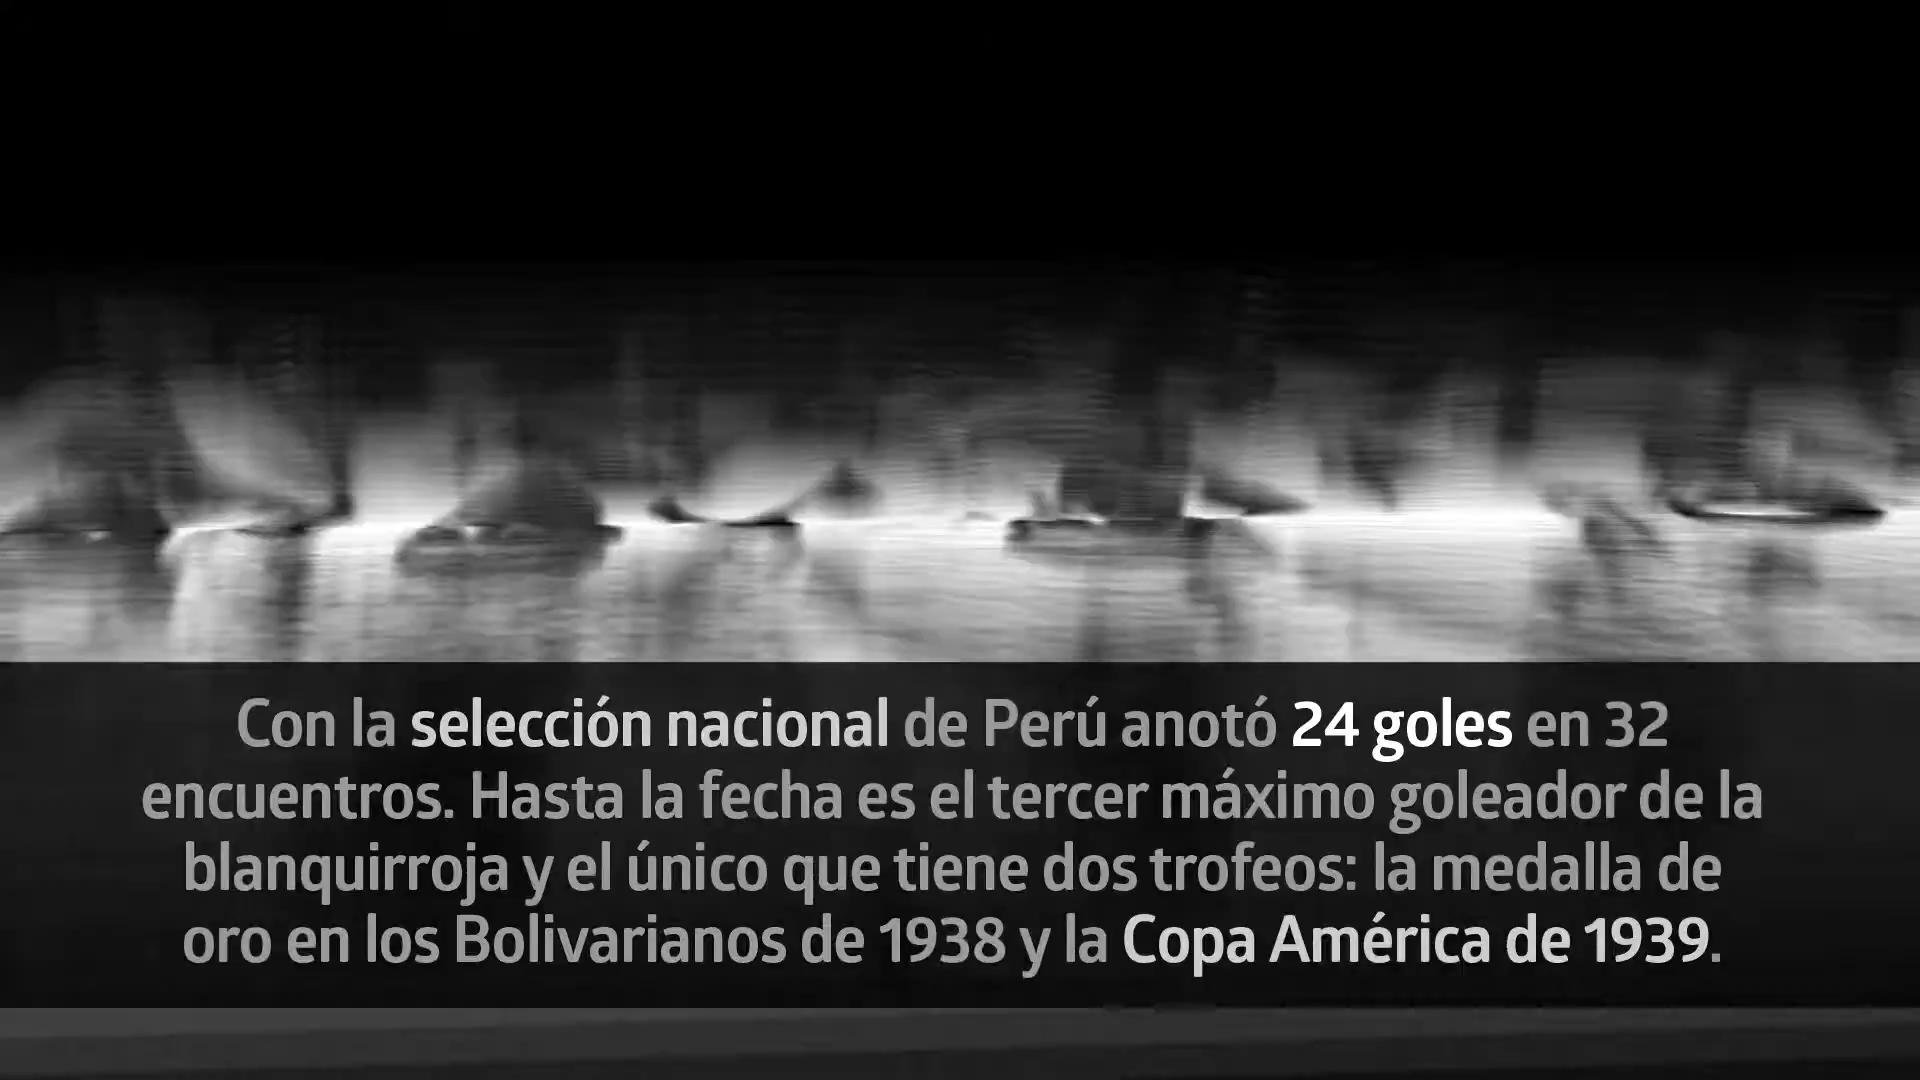 Con la selección nacional de Perú anotó 24 goles en 32
encuentros. Hasta la fecha es el tercer máximo goleador de la
blanquirroja y el único que tiene dos trofeos: la medalla de
oro en los Bolivarianos de 1938 y la Copa América de 1939.